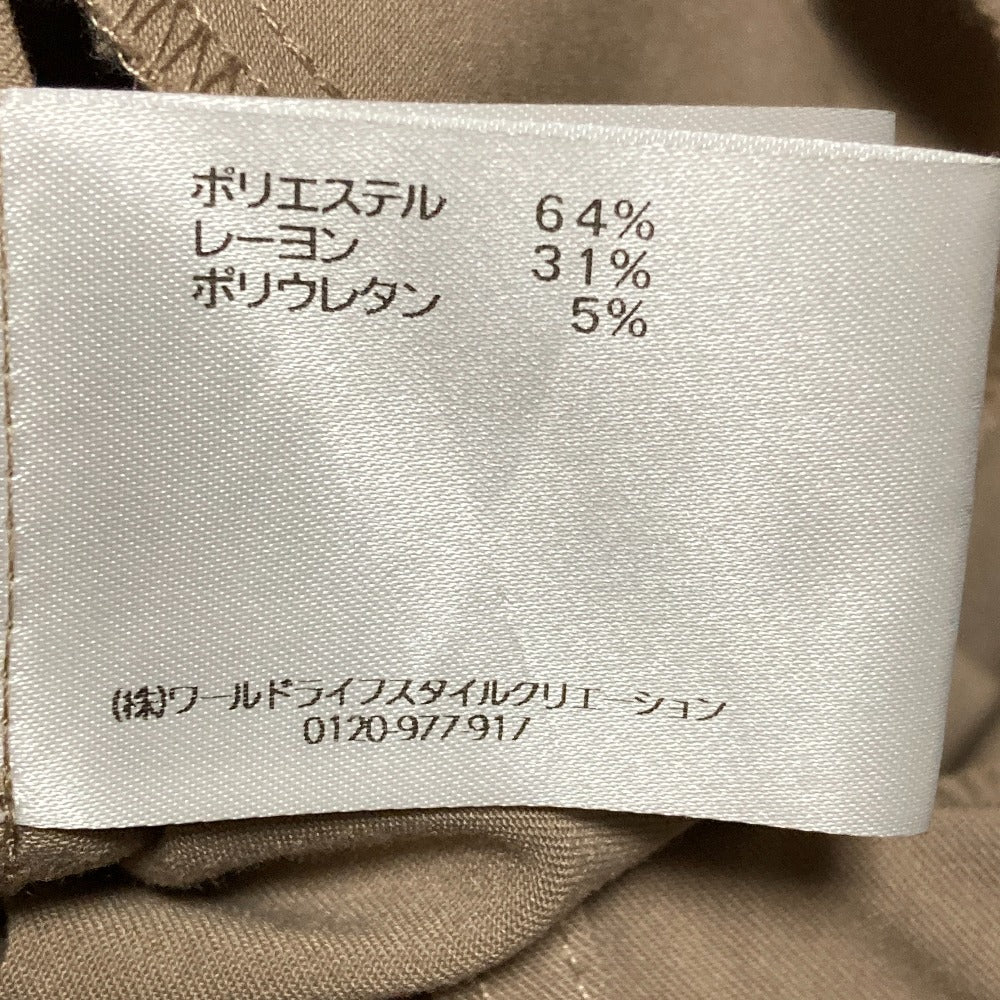 ポリエステル 64%
レーヨン 31%
ポリウレタン 5%
(株)ワールドライフスタイルクリエーション
0120-977-917